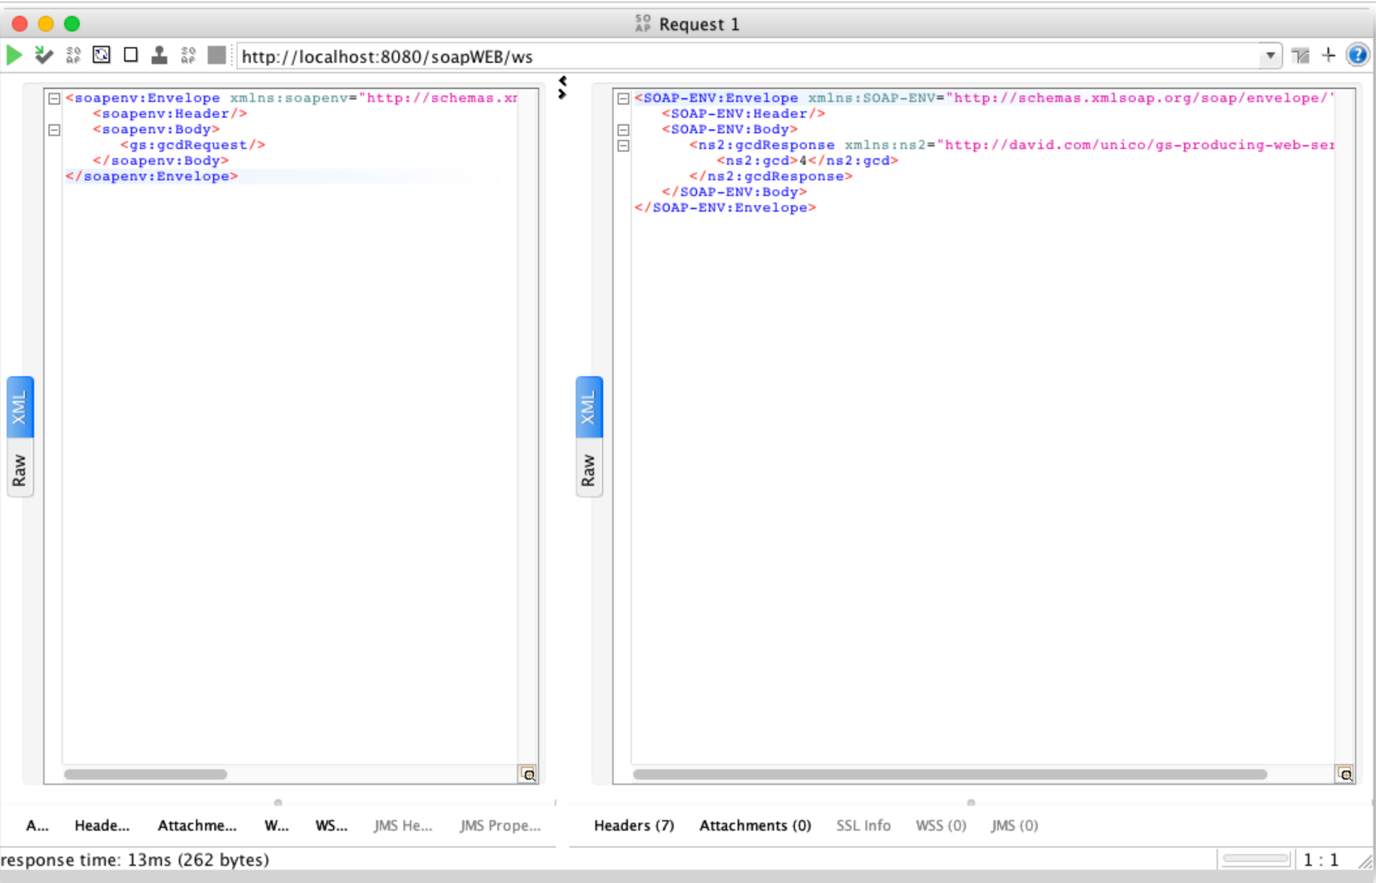 SOAP Request 1
http://localhost:8080/soapWEB/ws
<soapenv:Envelope xmlns:soapenv="http://schemas.xm
<soapenv:Header/>
<soapenv:Body>
<gs:gcdRequest/>
</soapenv:Body>
</soapenv:Envelope>
XML
Raw
<SOAP-ENV:Envelope xmlns:SOAP-ENV="http://schemas.xmlsoap.org/soap/envelope/"
<SOAP-ENV:Header/>
<SOAP-ENV:Body>
<ns2:gcdResponse xmlns:ns2="http://david.com/unico/gs-producing-web-ser
<ns2:gcd>4</ns2:gcd>
</ns2:gcdResponse>
</SOAP-ENV:Body>
</SOAP-ENV:Envelope>
XML
Raw
A... Heade... Attachme... W... WS... JMS He... JMS Prope...
Headers (7) Attachments (0) SSL Info WSS (0) JMS (0)
response time: 13ms (262 bytes)
1 : 1